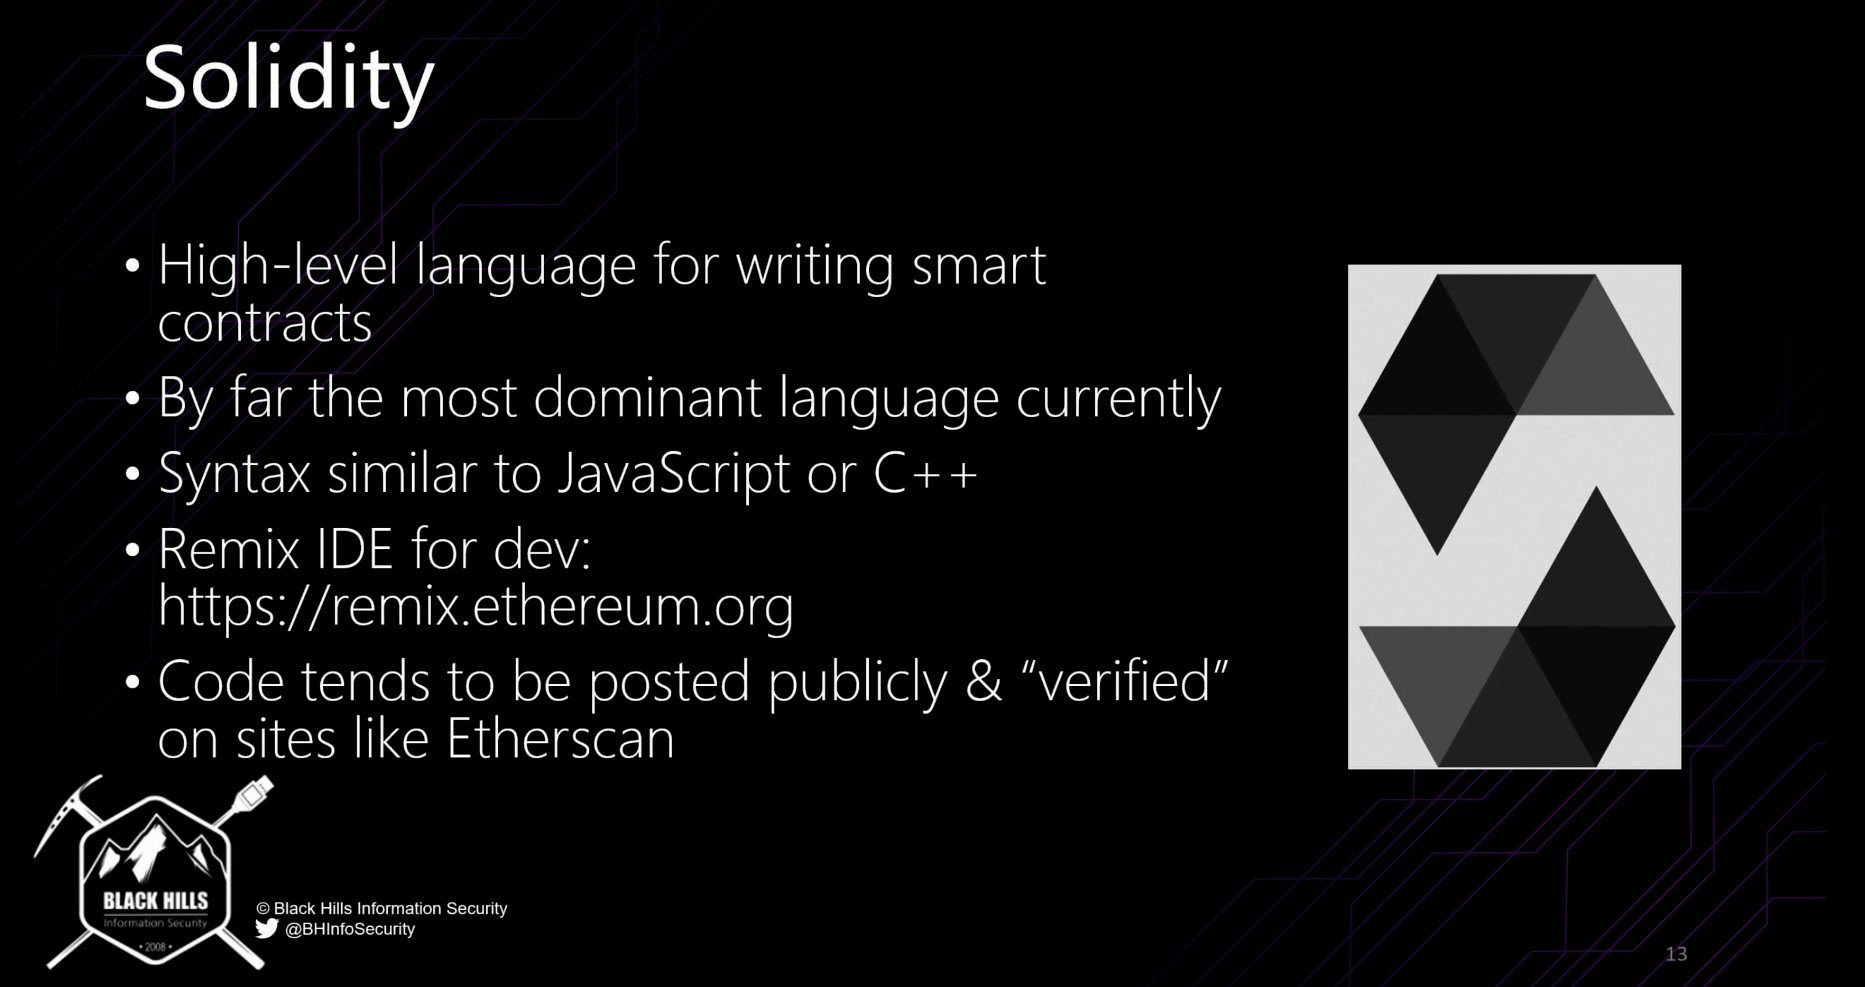 Solidity
• High-level language for writing smart
contracts
• By far the most dominant language currently
• Syntax similar to JavaScript or C++
• Remix IDE for dev:
https://remix.ethereum.org
• Code tends to be posted publicly & “verified”
on sites like Etherscan
BLACK HILLS
Information Security
• 2008 •
© Black Hills Information Security
@BHInfoSecurity
13